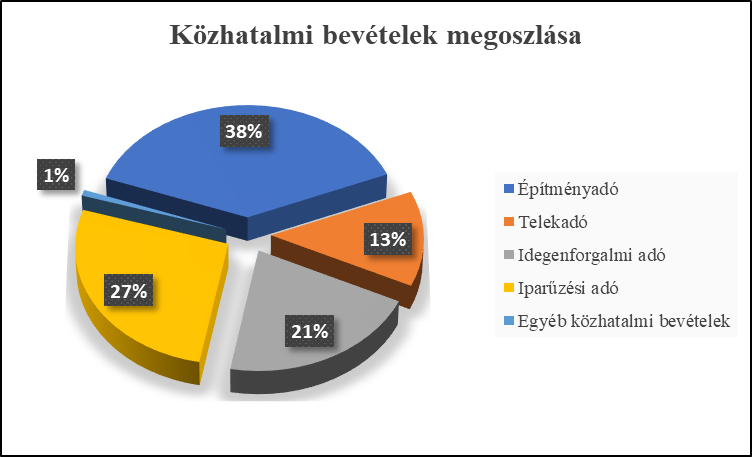 Közhatalmi bevételek megoszlása
38%
1%
13%
27%
21%
Építményadó
Telekadó
Idegenforgalmi adó
Iparűzési adó
Egyéb közhatalmi bevételek